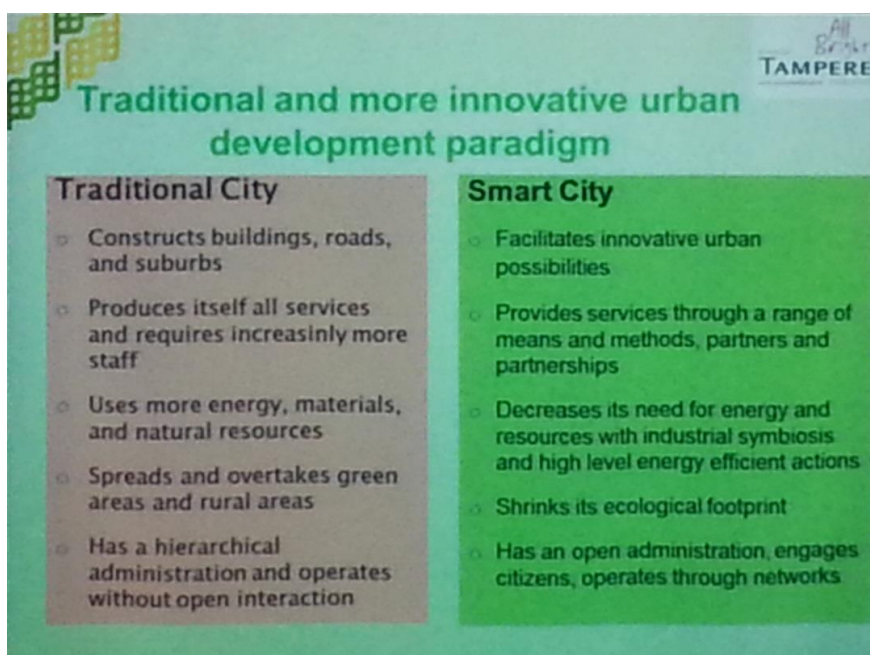 All
Bright
TAMPERE
Traditional and more innovative urban
development paradigm
Traditional City
Constructs buildings, roads,
and suburbs
Produces itself all services
and requires increasinly more
staff
Uses more energy, materials,
and natural resources
Spreads and overtakes green
areas and rural areas
Has a hierarchical
administration and operates
without open interaction
Smart City
Facilitates innovative urban
possibilities
Provides services through a range of
means and methods, partners and
partnerships
Decreases its need for energy and
resources with industrial symbiosis
and high level energy efficient actions
Shrinks its ecological footprint
Has an open administration, engages
citizens, operates through networks